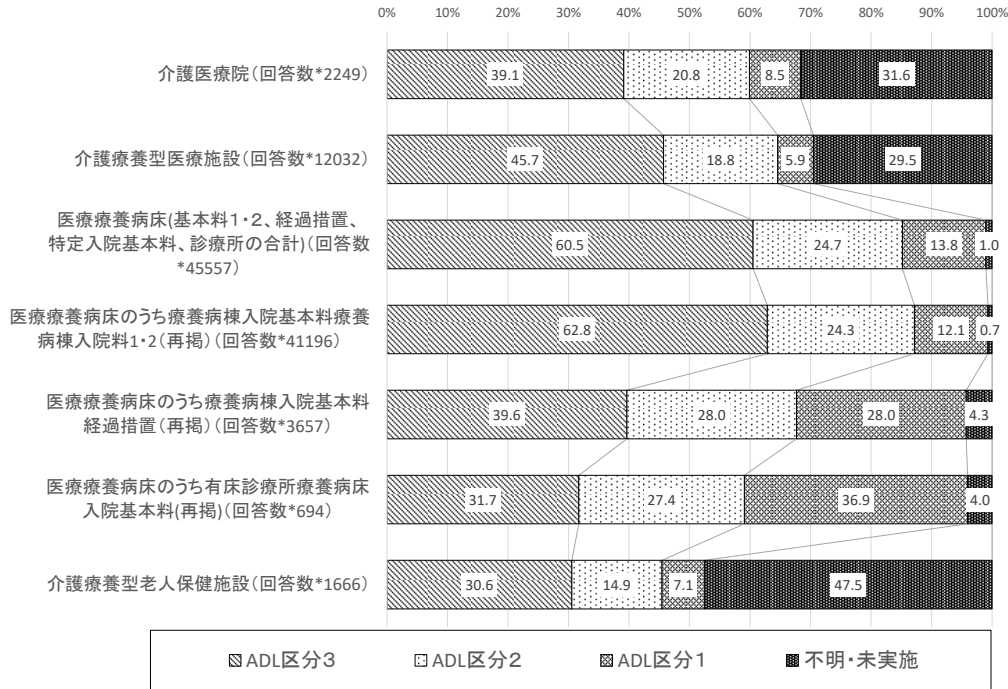 0% 10% 20% 30% 40% 50% 60% 70% 80% 90% 100%
介護医療院(回答数*2249)
39.1 20.8 8.5 31.6
介護療養型医療施設(回答数*12032)
45.7 18.8 5.9 29.5
医療療養病床(基本料1・2、経過措置、
特定入院基本料、診療所の合計)(回答数
*45557)
60.5 24.7 13.8 1.0
医療療養病床のうち療養病棟入院基本料療養
病棟入院料1・2(再掲)(回答数*41196)
62.8 24.3 12.1 0.7
医療療養病床のうち療養病棟入院基本料
経過措置(再掲)(回答数*3657)
39.6 28.0 28.0 4.3
医療療養病床のうち有床診療所療養病床
入院基本料(再掲)(回答数*694)
31.7 27.4 36.9 4.0
介護療養型老人保健施設(回答数*1666)
30.6 14.9 7.1 47.5
ADL区分3 ADL区分2 ADL区分1 不明・未実施